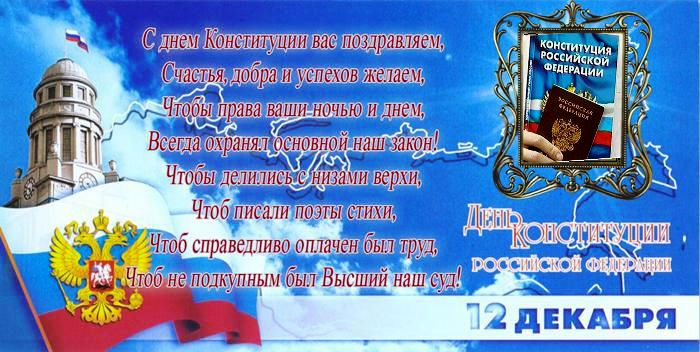 С днем Конституции вас поздравляем,
Счастья, добра и успехов желаем,
Чтобы права ваши ночью и днем,
Всегда охранял основной наш закон!
Чтобы делились с низами верхи,
Чтоб писали поэты стихи,
Чтоб справедливо оплачен был труд,
Чтоб не подкупным был Высший наш суд!
КОНСТИТУЦИЯ
РОССИЙСКОЙ
ФЕДЕРАЦИИ
РОССИЙСКАЯ
ФЕДЕРАЦИЯ
День Конституции
РОССИЙСКОЙ ФЕДЕРАЦИИ
12 ДЕКАБРЯ